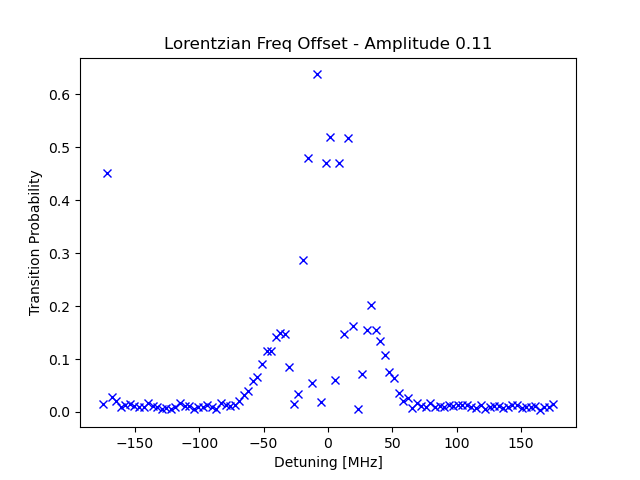 Lorentzian Freq Offset - Amplitude 0.11
Transition Probability
0.6
0.5
0.4
0.3
0.2
0.1
0.0
−150 −100 −50 0 50 100 150
Detuning [MHz]